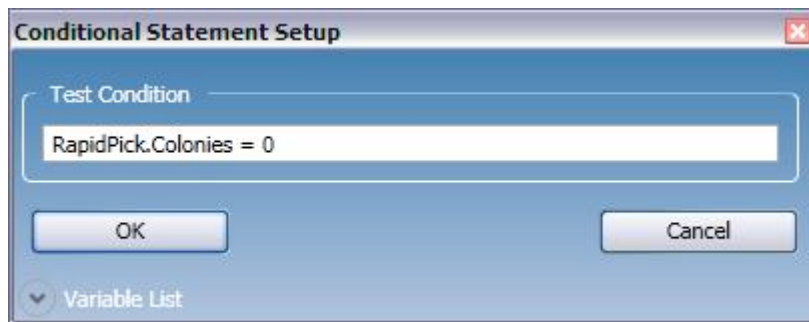 Conditional Statement Setup
Test Condition
RapidPick.Colonies = 0
OK
Cancel
Variable List